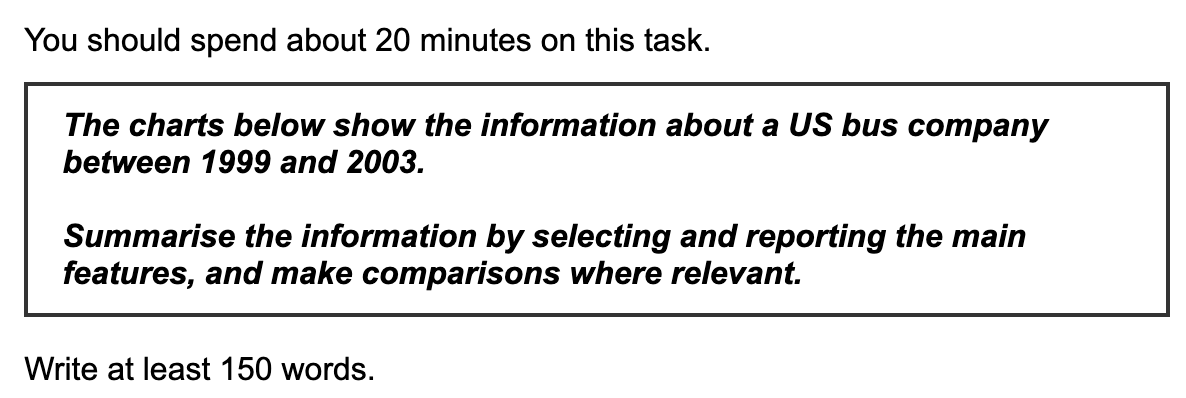 You should spend about 20 minutes on this task.
The charts below show the information about a US bus company
between 1999 and 2003.
Summarise the information by selecting and reporting the main
features, and make comparisons where relevant.
Write at least 150 words.